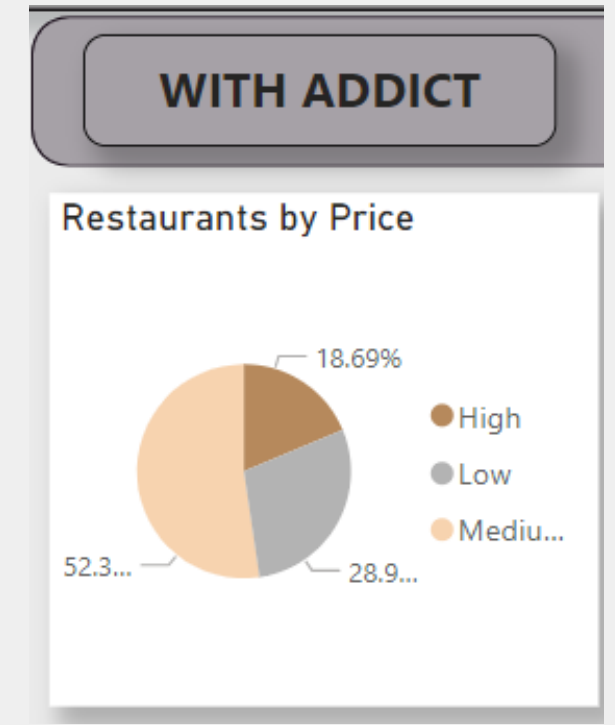 WITH ADDICT
Restaurants by Price
18.69%
High
Low
Mediu...
52.3...
28.9...